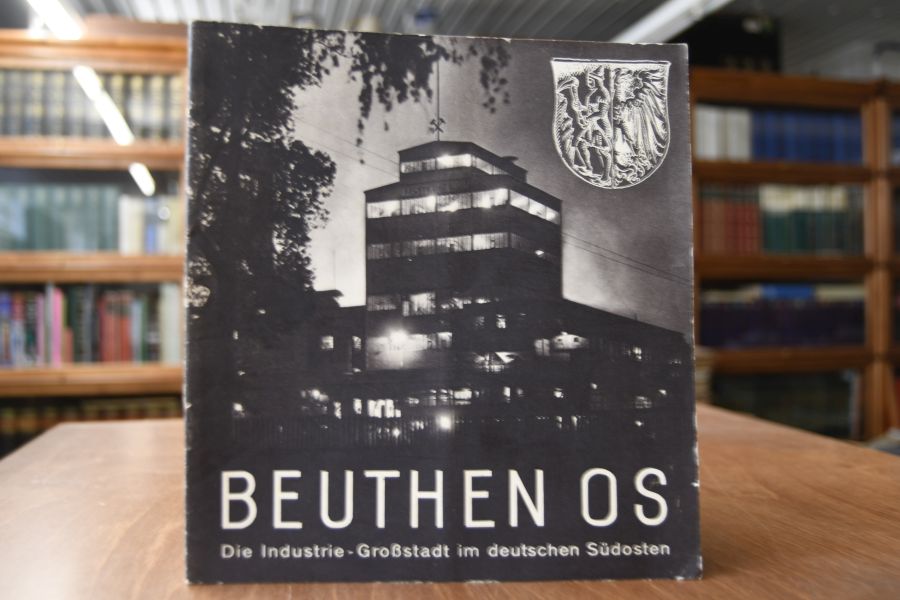 BEUTHEN OS
Die Industrie-Großstadt im deutschen Südosten